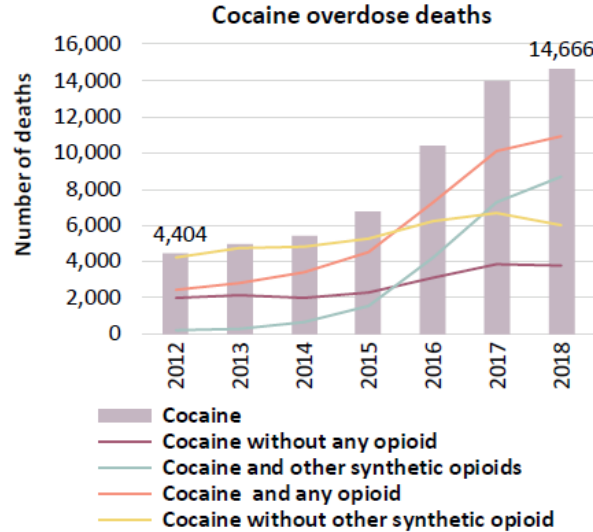 Cocaine overdose deaths
Number of deaths
16,000
14,000
12,000
10,000
8,000
6,000
4,000
2,000
0
4,404
14,666
2012
2013
2014
2015
2016
2017
2018
Cocaine
Cocaine without any opioid
Cocaine and other synthetic opioids
Cocaine and any opioid
Cocaine without other synthetic opioid